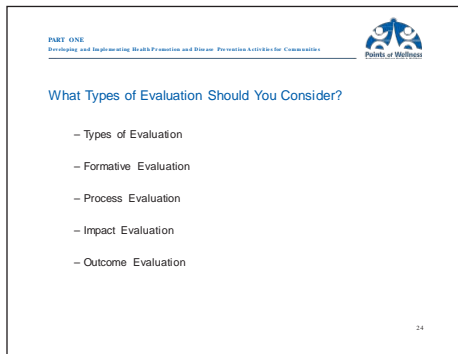 PART ONE
Developing and Implementing Health Promotion and Disease Prevention Activities for Communities
Points of Wellness
What Types of Evaluation Should You Consider?
– Types of Evaluation
– Formative Evaluation
– Process Evaluation
– Impact Evaluation
– Outcome Evaluation
24